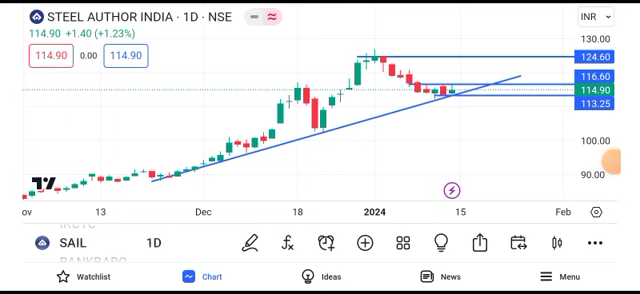 STEEL AUTHOR INDIA · 1D · NSE
INR
114.90 +1.40 (+1.23%)
114.90 0.00 114.90
130.00
124.60
116.60
114.90
113.25
100.00
90.00
ov 13 Dec 18 2024 15 Feb
SAIL 1D
Watchlist Chart Ideas News Menu